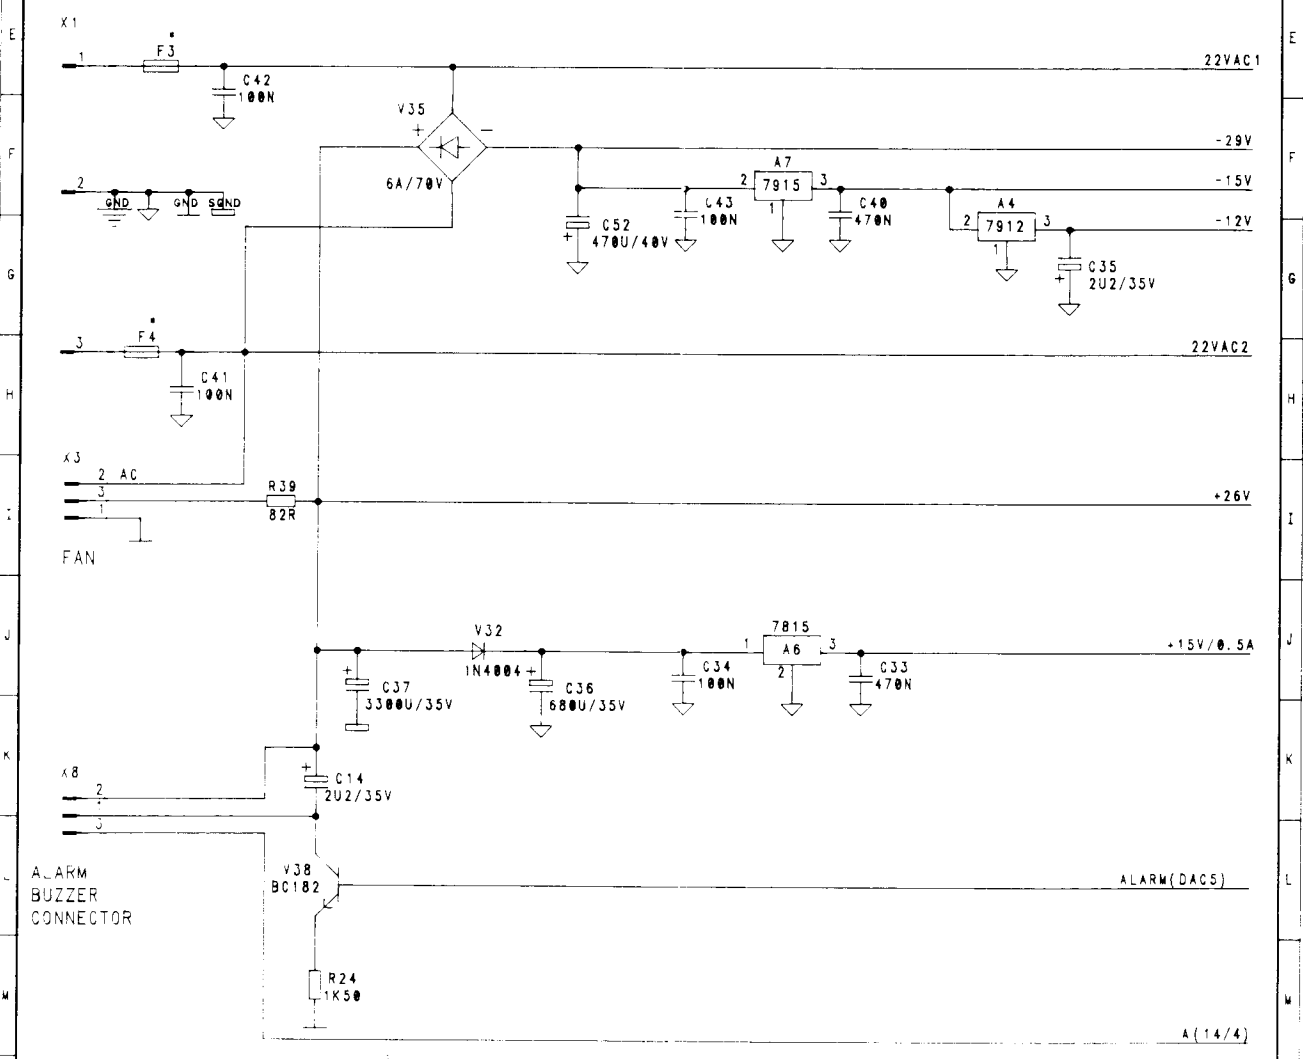 X1
E
E
1
F3
*
22VAC1
C42
100N
V35
+
-
6A/70V
F
F
-29V
2
GND
GND
SGND
A7
2
7915
3
1
-15V
C43
100N
C40
470N
A4
2
7912
3
1
-12V
C52
+
470U/40V
C35
+
2U2/35V
G
G
*
3
F4
22VAC2
C41
100N
H
H
X3
2 AC
3
1
R39
82R
+26V
I
I
FAN
J
J
V32
1N4004
7815
1
A6
3
2
+15V/0.5A
+
C37
3300U/35V
+
C36
680U/35V
C34
100N
C33
470N
K
K
X8
2
3
+
C14
2U2/35V
ALARM
BUZZER
CONNECTOR
V38
BC182
ALARM(DAC5)
L
R24
1K50
M
M
A(14/4)